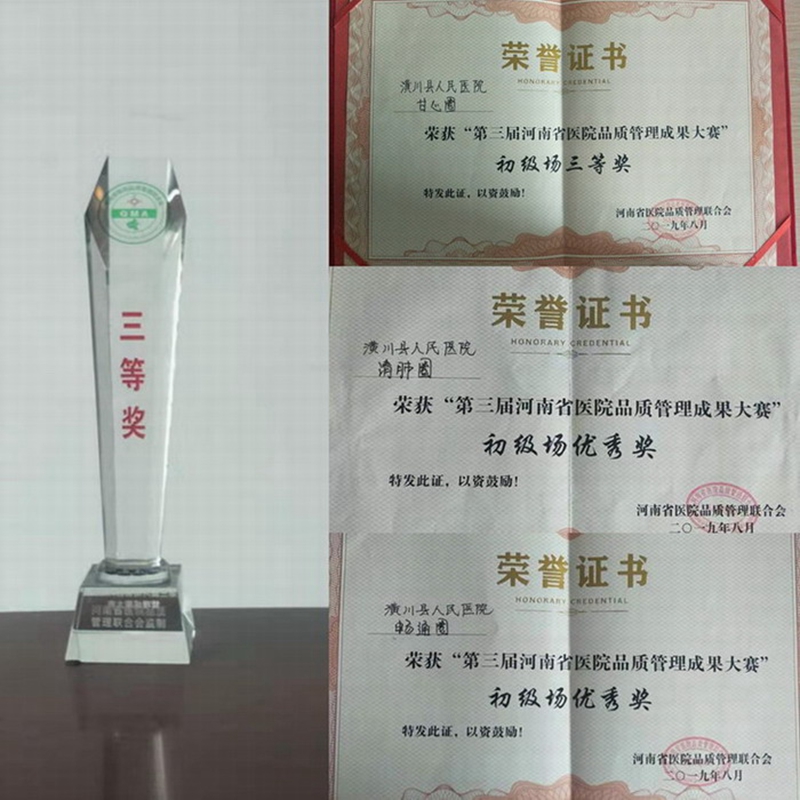 QMA
三
等
奖
管理联合会监制
荣誉证书
HONORARY CREDENTIAL
潢川县人民医院
甘心圈
荣获“第三届河南省医院品质管理成果大赛”
初级场三等奖
特发此证，以资鼓励！
河南省医院品质管理联合会
二〇一九年八月
荣誉证书
HONORARY CREDENTIAL
潢川县人民医院
清肺圈
荣获“第三届河南省医院品质管理成果大赛”
初级场优秀奖
特发此证，以资鼓励！
河南省医院品质管理联合会
二〇一九年八月
荣誉证书
HONORARY CREDENTIAL
潢川县人民医院
畅通圈
荣获“第三届河南省医院品质管理成果大赛”
初级场优秀奖
特发此证，以资鼓励！
河南省医院品质管理联合会
二〇一九年八月